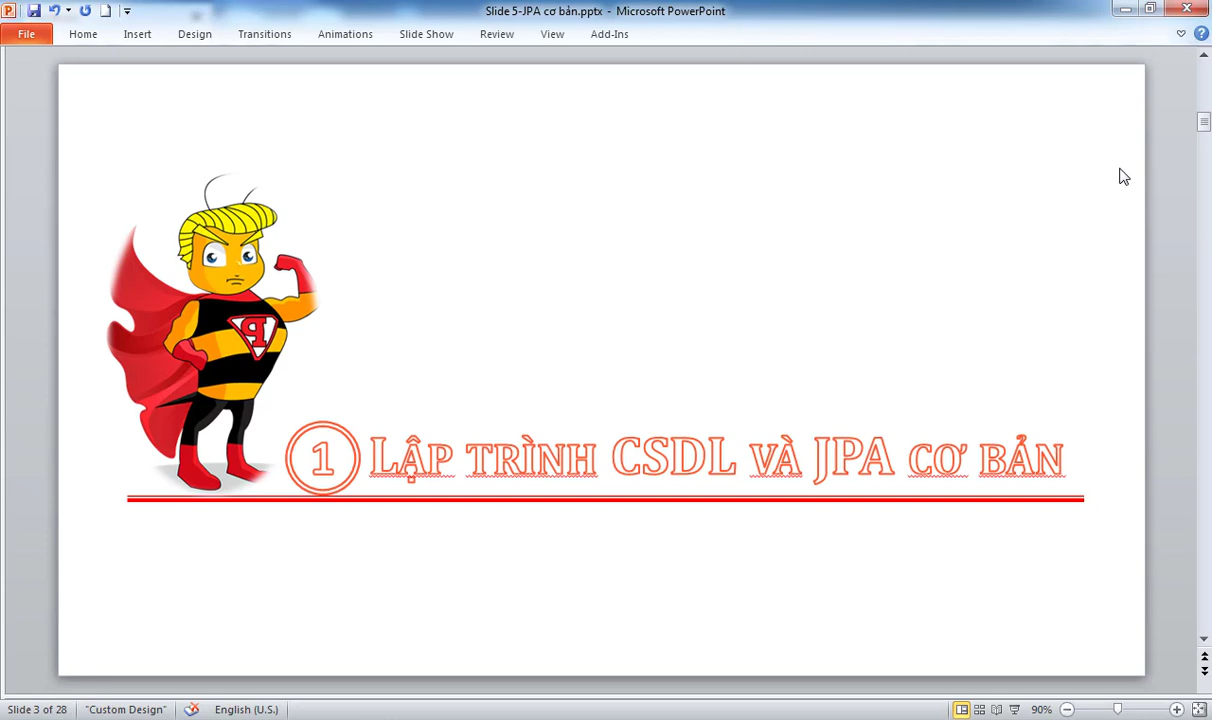 Slide 5-JPA cơ bản.pptx - Microsoft PowerPoint
File Home Insert Design Transitions Animations Slide Show Review View Add-Ins
1 LẬP TRÌNH CSDL VÀ JPA CƠ BẢN
Slide 3 of 28 "Custom Design" English (U.S.) 90%